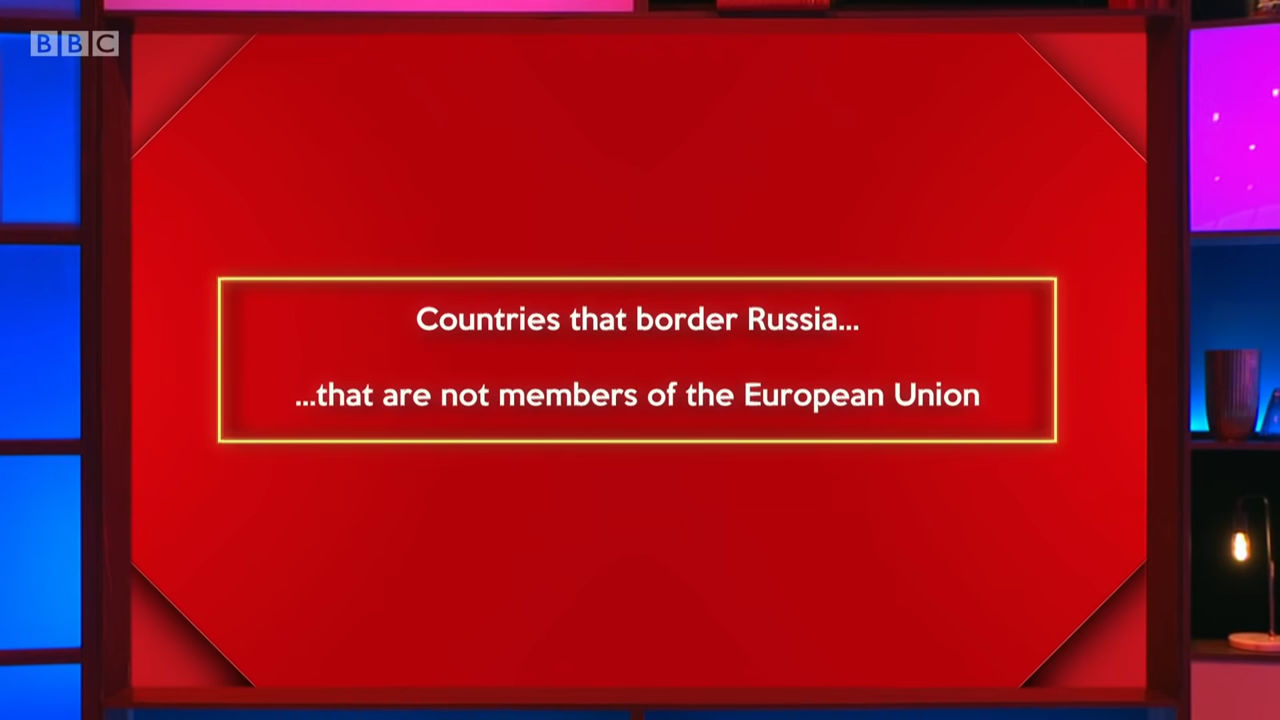 BBC
Countries that border Russia...
...that are not members of the European Union